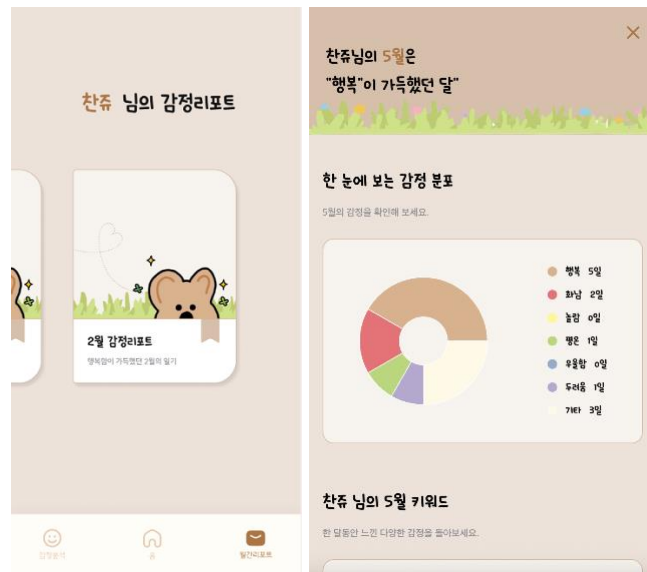 찬쥬 님의 감정리포트
2월 감정리포트
행복함이 가득했던 2월의 일기
감정분석
홈
월간리포트
찬쥬님의 5월은
"행복"이 가득했던 달"
한 눈에 보는 감정 분포
5월의 감정을 확인해 보세요.
행복 5일
화남 2일
놀람 0일
평온 1일
우울함 0일
두려움 1일
기타 3일
찬쥬 님의 5월 키워드
한 달동안 느낀 다양한 감정을 돌아보세요.